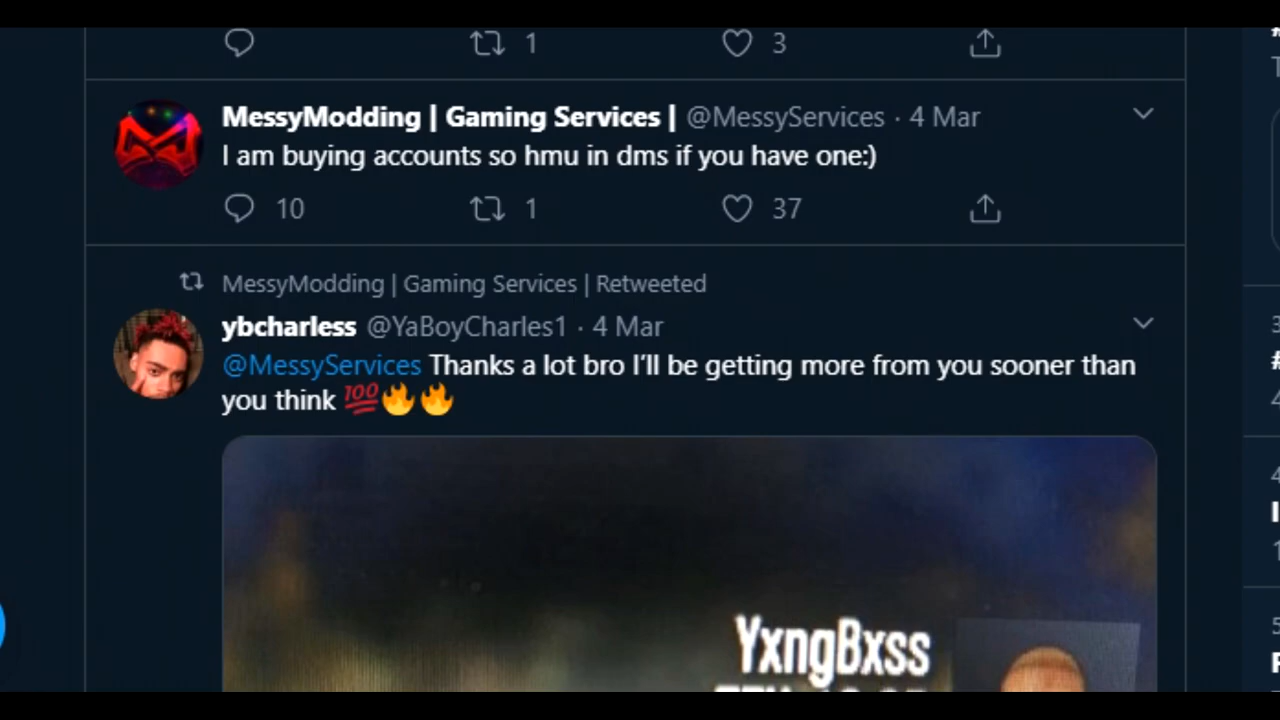 1 3
MessyModding | Gaming Services | @MessyServices · 4 Mar
I am buying accounts so hmu in dms if you have one:)
10 1 37
MessyModding | Gaming Services | Retweeted
ybcharless @YaBoyCharles1 · 4 Mar
@MessyServices Thanks a lot bro I'll be getting more from you sooner than
you think 💯🔥🔥
YxngBxss